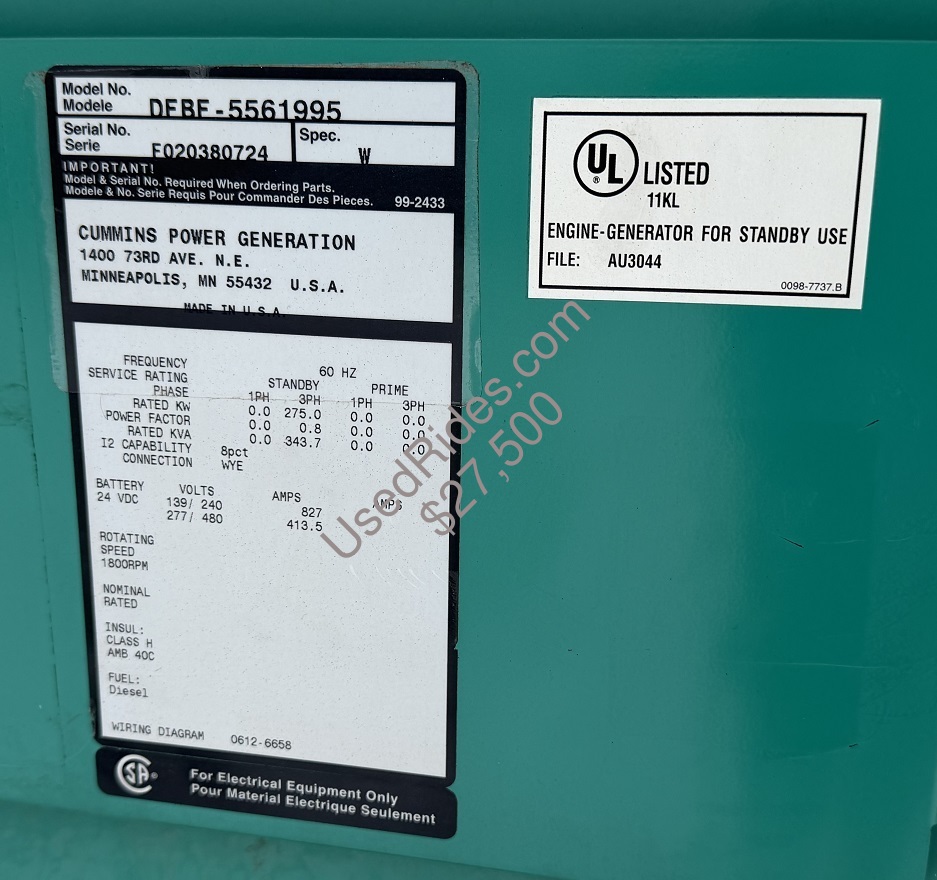 Model No.
Modele DFBF-5561995
Serial No. Spec.
Serie F020380724 W
IMPORTANT!
Model & Serial No. Required When Ordering Parts.
Modele & No. Serie Requis Pour Commander Des Pieces. 99-2433
CUMMINS POWER GENERATION
1400 73RD AVE. N.E.
MINNEAPOLIS, MN 55432 U.S.A.
MADE IN U.S.A.
FREQUENCY 60 HZ
SERVICE RATING STANDBY PRIME
PHASE 1PH 3PH 1PH 3PH
RATED KW 0.0 275.0 0.0 0.0
POWER FACTOR 0.0 0.8 0.0 0.0
RATED KVA 0.0 343.7 0.0 0.0
I2 CAPABILITY 8pct
CONNECTION WYE
BATTERY VOLTS AMPS AMPS
24 VDC 139/ 240 827
277/ 480 413.5
ROTATING
SPEED
1800RPM
NOMINAL
RATED
INSUL:
CLASS H
AMB 40C
FUEL:
Diesel
WIRING DIAGRAM 0612-6658
SA ®
For Electrical Equipment Only
Pour Material Electrique Seulement
UL ® LISTED
11KL
ENGINE-GENERATOR FOR STANDBY USE
FILE: AU3044
0098-7737.B
UsedRides.com
$27,500